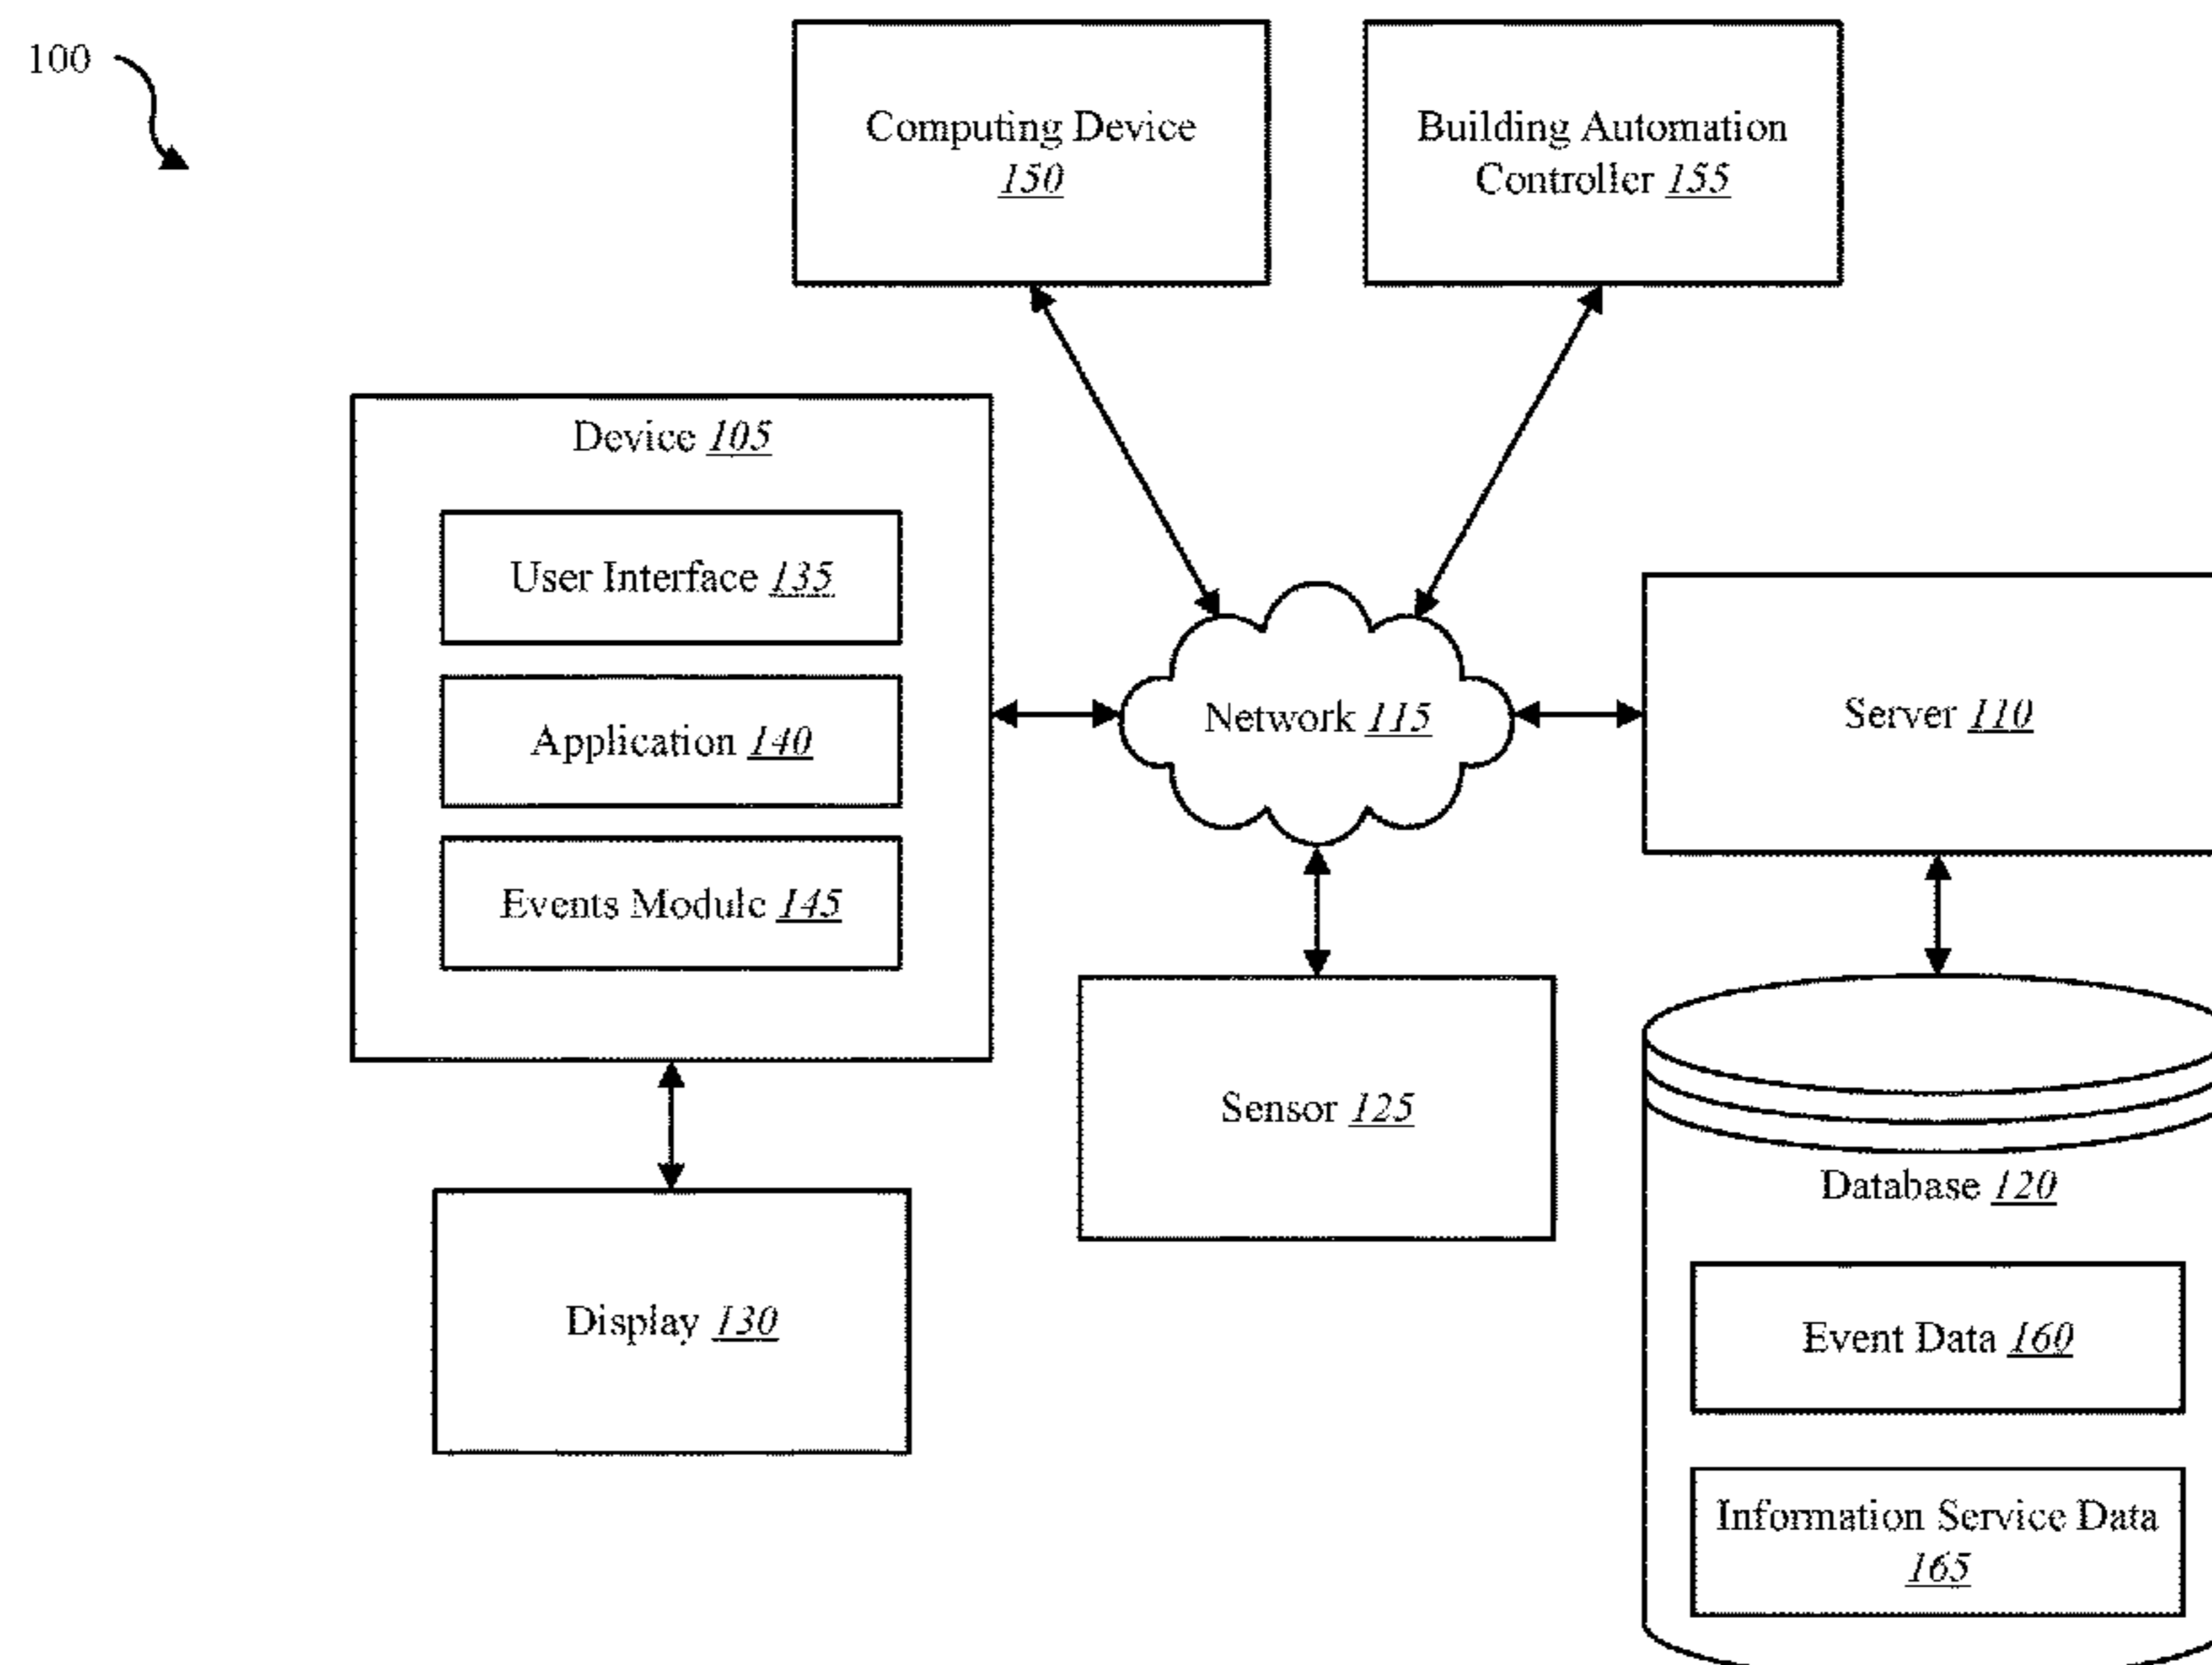 100
Computing Device
150
Building Automation
Controller 155
Device 105
User Interface 135
Application 140
Events Module 145
Network 115
Server 110
Sensor 125
Display 130
Database 120
Event Data 160
Information Service Data
165